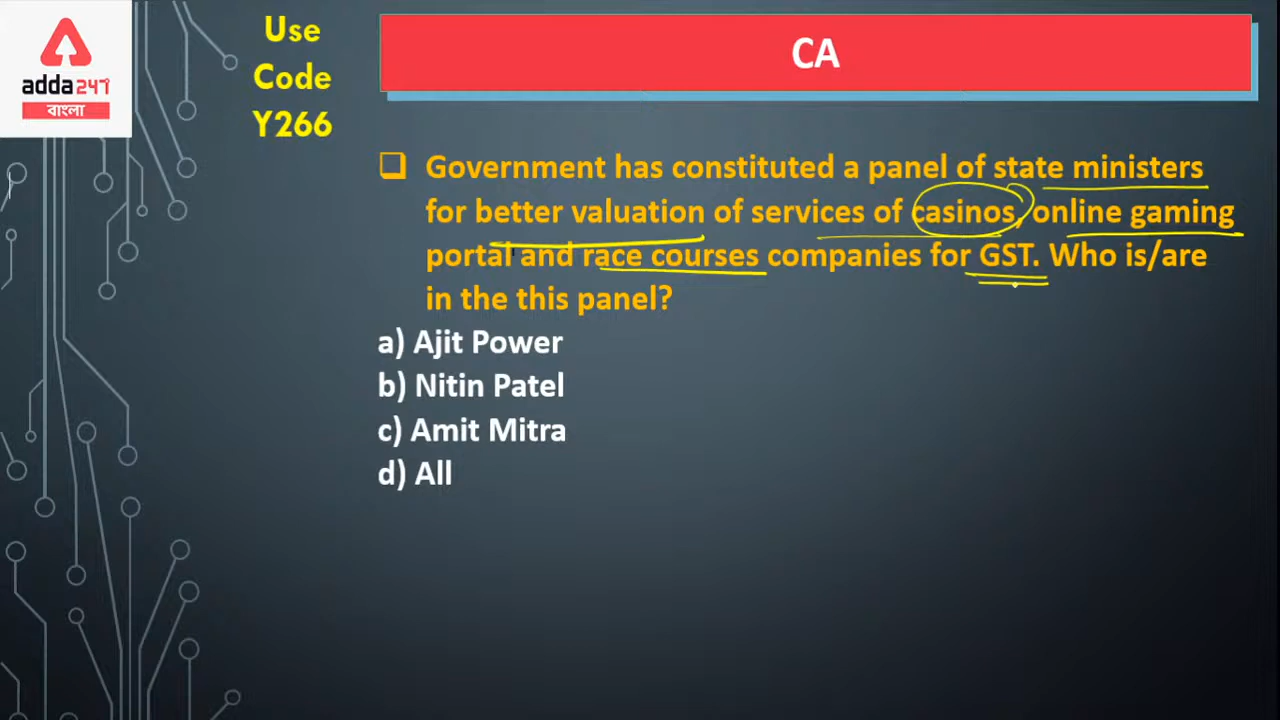 adda247
বাংলা
Use
Code
Y266
CA
Government has constituted a panel of state ministers
for better valuation of services of casinos, online gaming
portal and race courses companies for GST. Who is/are
in the this panel?
a) Ajit Power
b) Nitin Patel
c) Amit Mitra
d) All